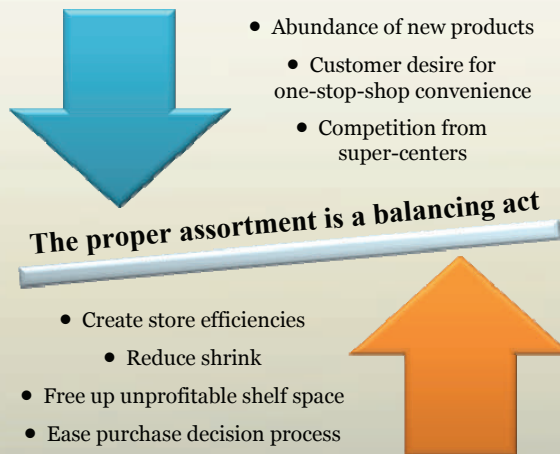 • Abundance of new products
• Customer desire for
one-stop-shop convenience
• Competition from
super-centers
The proper assortment is a balancing act
• Create store efficiencies
• Reduce shrink
• Free up unprofitable shelf space
• Ease purchase decision process